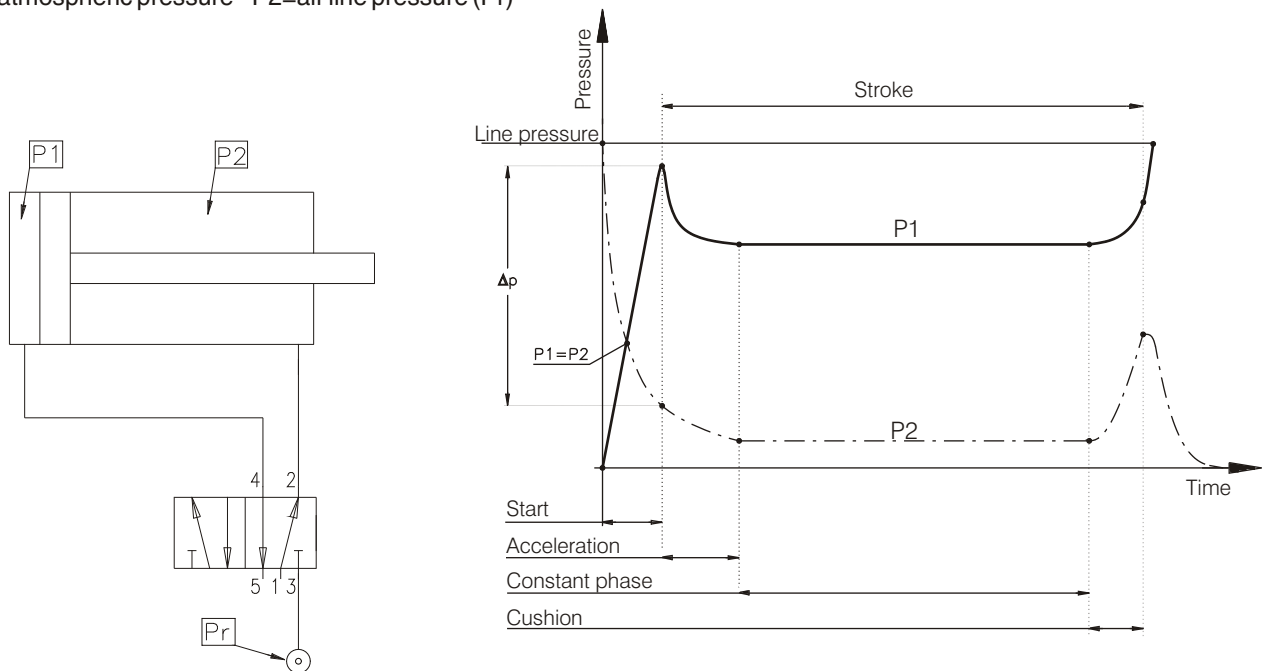 atmospheric pressure P2=air line pressure (Pr)
Pressure
Stroke
Line pressure
P1
P2
P1
Δp
P1=P2
P2
Time
4 2
Start
Acceleration
5 1 3
Constant phase
Cushion
Pr